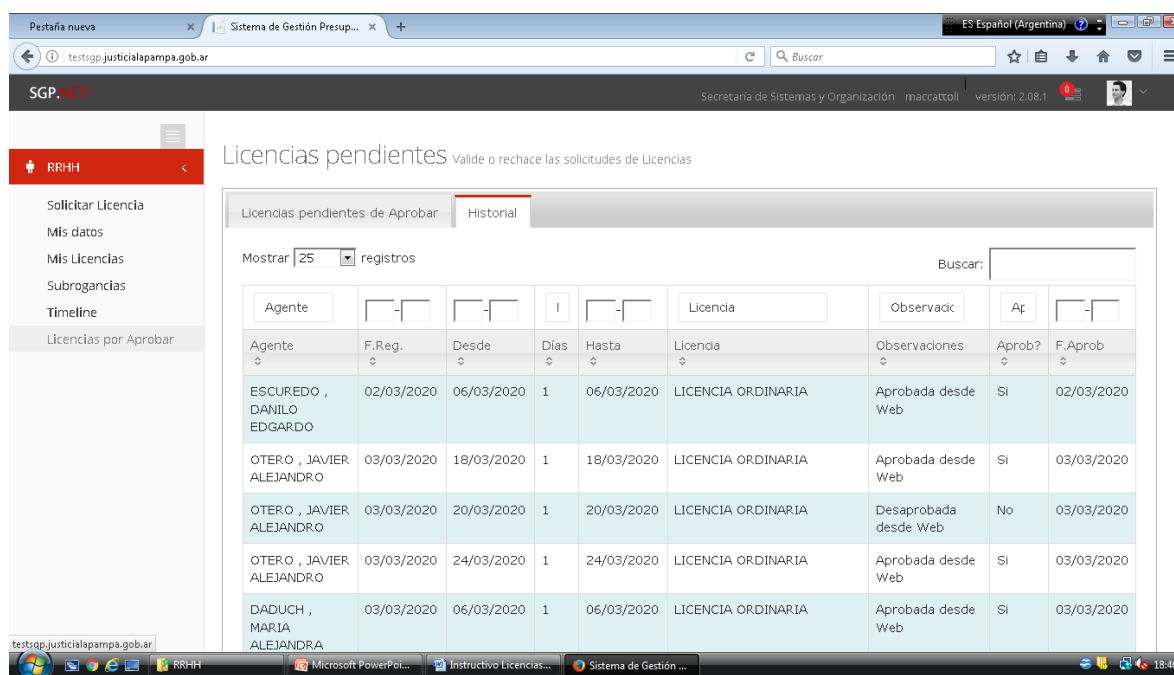 Pestaña nueva
Sistema de Gestión Presup...
ES Español (Argentina)
testsgp.justicialapampa.gob.ar
Buscar
SGP.NET!
Secretaría de Sistemas y Organización maccattoli versión: 2.08.1 0
RRHH
Solicitar Licencia
Mis datos
Mis Licencias
Subrogancias
Timeline
Licencias por Aprobar
Licencias pendientes Valide o rechace las solicitudes de Licencias
Licencias pendientes de Aprobar Historial
Mostrar 25 registros Buscar:
Agente - - - Licencia Observacic Ap -
Agente F.Reg. Desde Días Hasta Licencia Observaciones Aprob? F.Aprob
ESCUREDO , 02/03/2020 06/03/2020 1 06/03/2020 LICENCIA ORDINARIA Aprobada desde Si 02/03/2020
DANILO Web
EDGARDO
OTERO , JAVIER 03/03/2020 18/03/2020 1 18/03/2020 LICENCIA ORDINARIA Aprobada desde Si 03/03/2020
ALEJANDRO Web
OTERO , JAVIER 03/03/2020 20/03/2020 1 20/03/2020 LICENCIA ORDINARIA Desaprobada No 03/03/2020
ALEJANDRO desde Web
OTERO , JAVIER 03/03/2020 24/03/2020 1 24/03/2020 LICENCIA ORDINARIA Aprobada desde Si 03/03/2020
ALEJANDRO Web
DADUCH , 03/03/2020 06/03/2020 1 06/03/2020 LICENCIA ORDINARIA Aprobada desde Si 03/03/2020
MARIA Web
ALEJANDRA
testsgp.justicialapampa.gob.ar
RRHH Microsoft PowerPoi... Instructivo Licencias... Sistema de Gestión ...